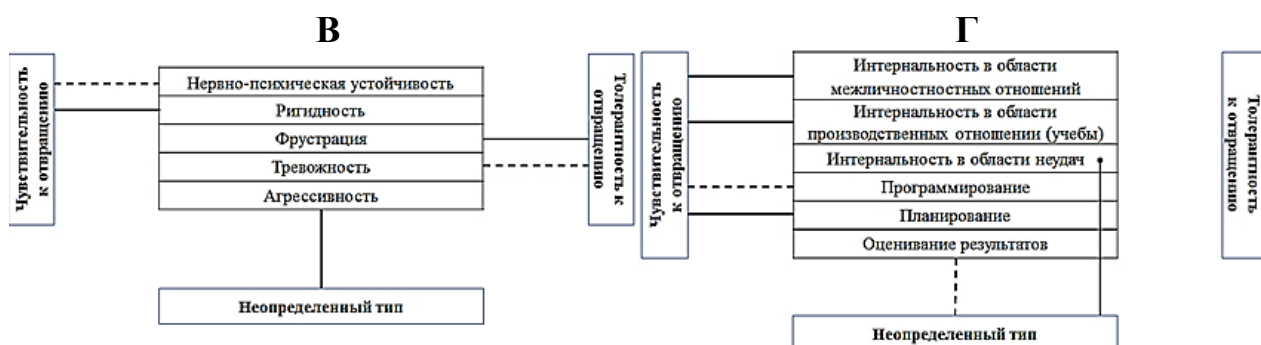 В
Чувствительность
к отвращению
Нервно-психическая устойчивость
Ригидность
Фрустрация
Тревожность
Агрессивность
Толерантность к
отвращению
Неопределенный тип
Г
Чувствительность
к отвращению
Интернальность в области
межличностностных отношений
Интернальность в области
производственных отношении (учебы)
Интернальность в области неудач
Программирование
Планирование
Оценивание результатов
Толерантность
к отвращению
Неопределенный тип